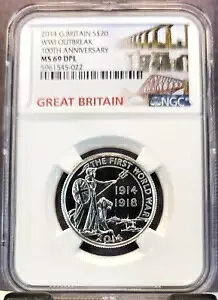 2014 G.BRITAIN S£20
WWI OUTBREAK
100TH ANNIVERSARY
MS 69 DPL
5961545-022
GREAT BRITAIN
NGC
THE FIRST WORLD WAR
1914
1918
2014